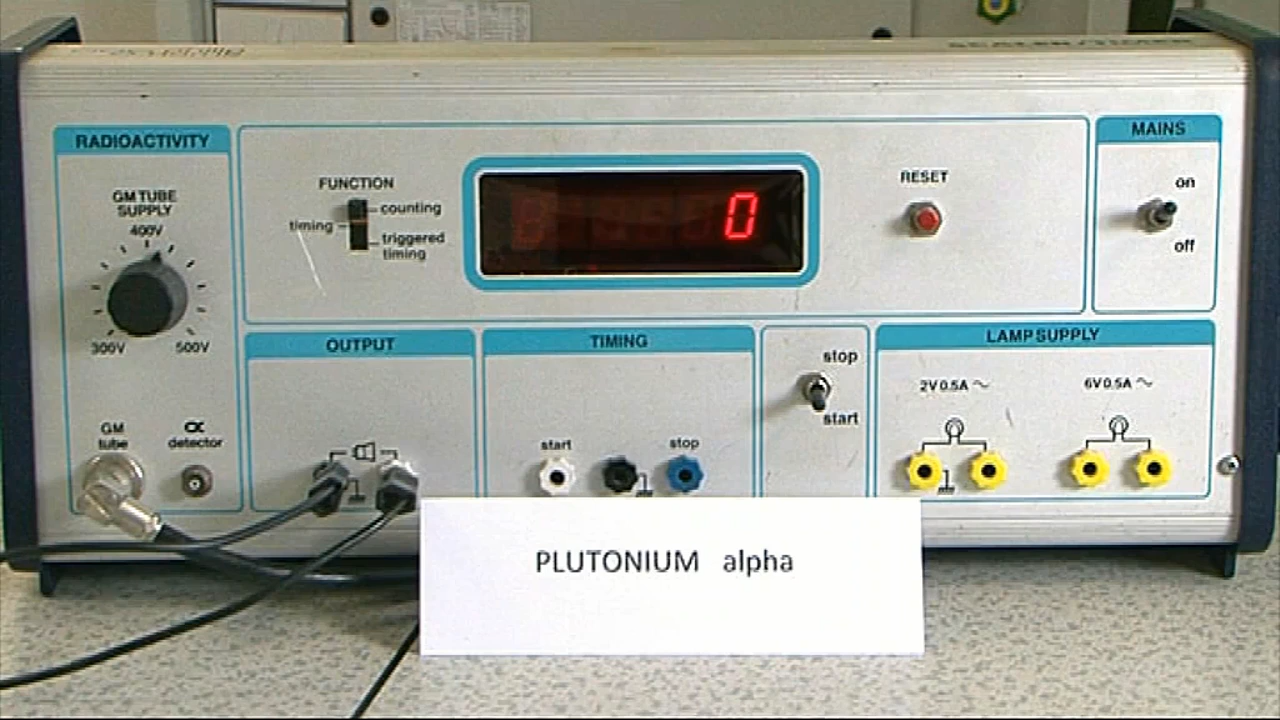 RADIOACTIVITY
GM TUBE
SUPPLY
400V
300V
500V
GM
tube
α
detector
FUNCTION
timing
counting
triggered
timing
0
RESET
MAINS
on
off
OUTPUT
TIMING
start
stop
stop
start
LAMP SUPPLY
2V 0.5A ~
6V 0.5A ~
PLUTONIUM alpha